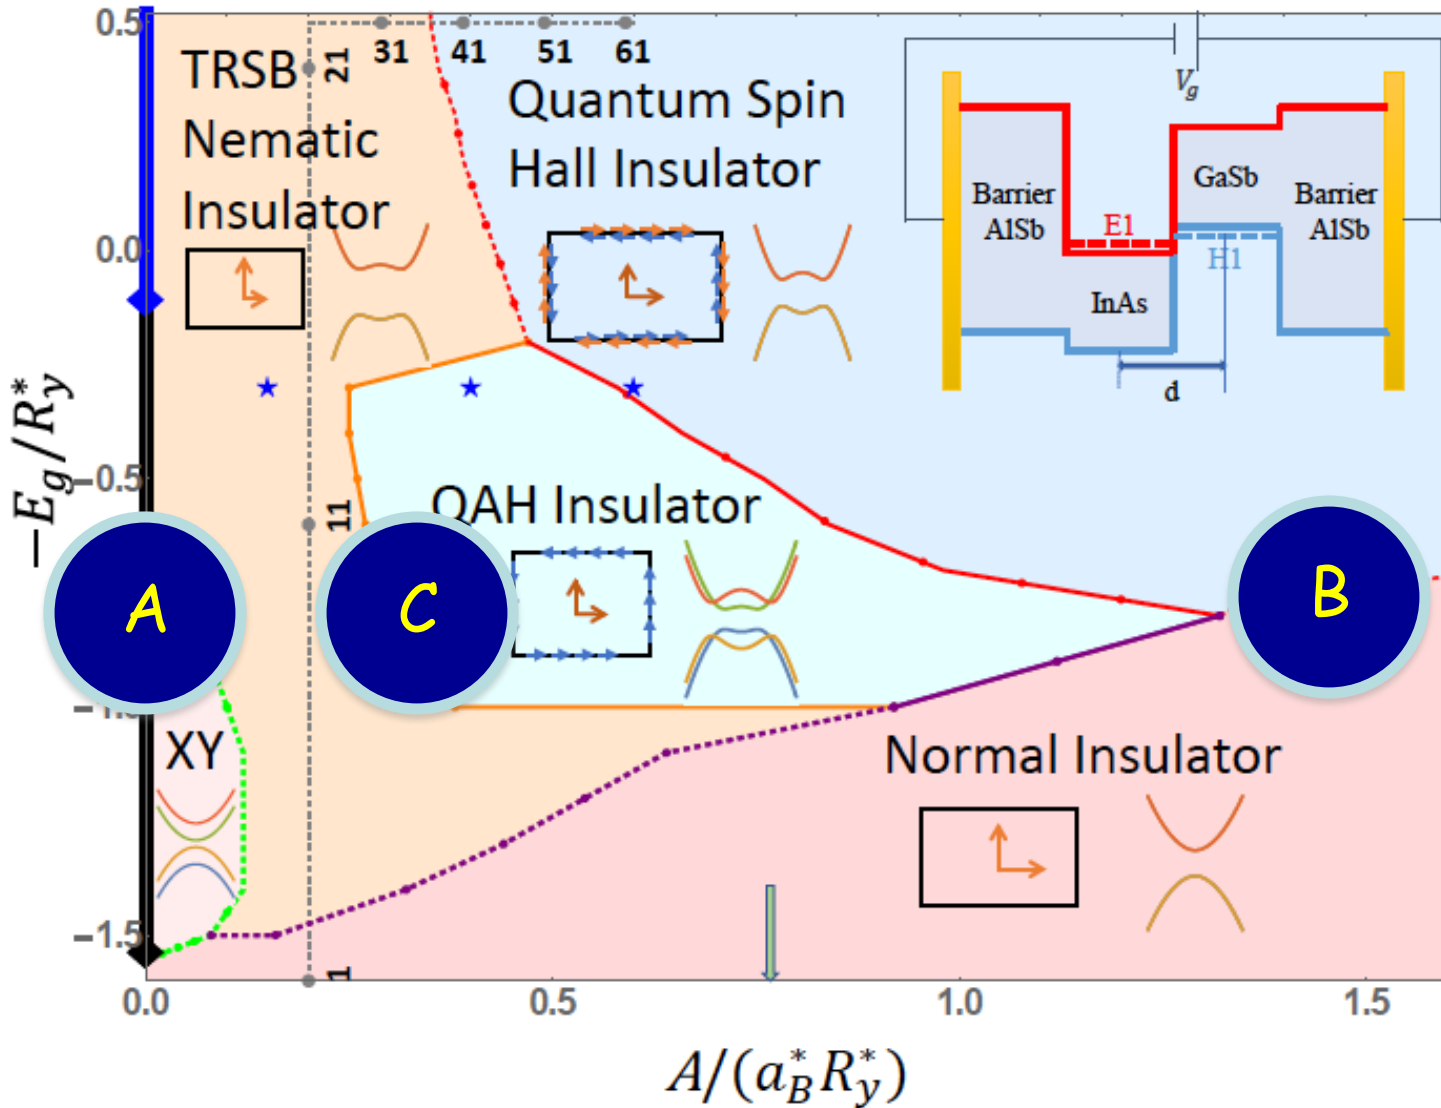 0.5
0.0
−0.5
−1.5
−E_g/R_y^*
TRSB
Nematic
Insulator
21
31
41
51
61
11
1
Quantum Spin
Hall Insulator
V_g
Barrier
AlSb
E1
InAs
GaSb
H1
Barrier
AlSb
d
QAH Insulator
A
C
B
XY
Normal Insulator
0.0
0.5
1.0
1.5
A/(a_B^* R_y^*)